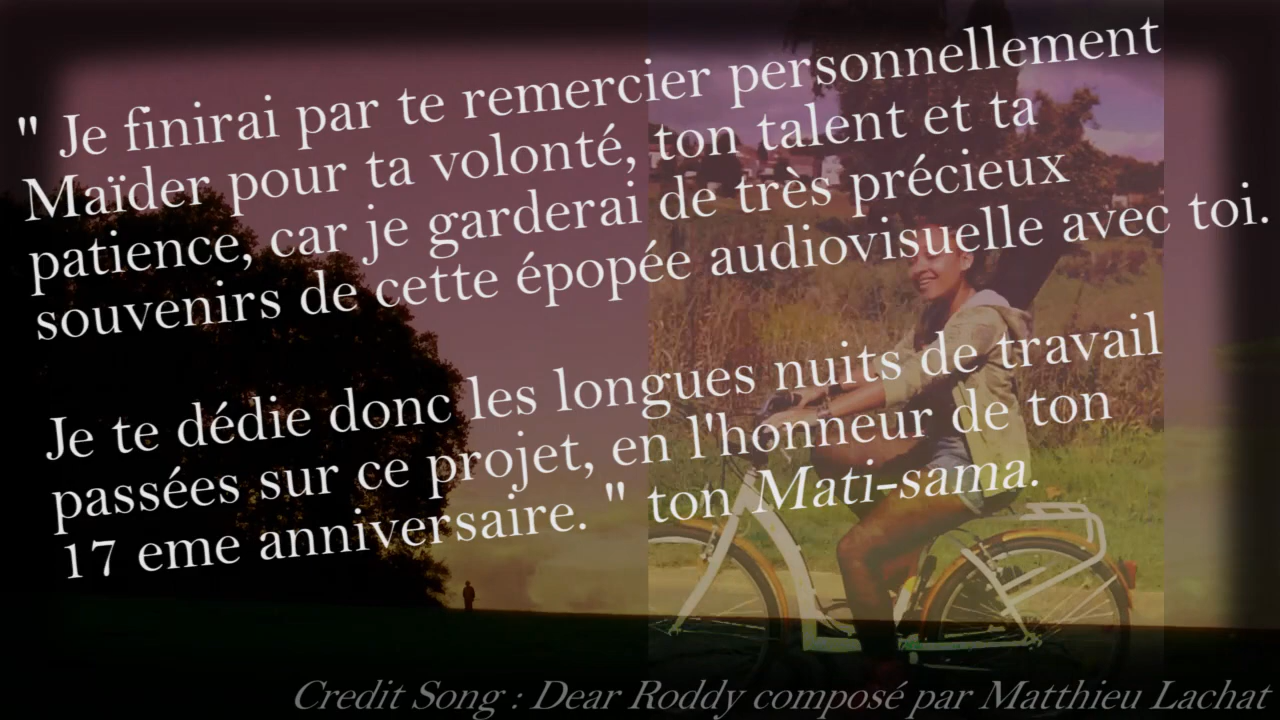 " Je finirai par te remercier personnellement
Maïder pour ta volonté, ton talent et ta
patience, car je garderai de très précieux
souvenirs de cette épopée audiovisuelle avec toi.
Je te dédie donc les longues nuits de travail
passées sur ce projet, en l'honneur de ton
17 eme anniversaire. " ton Mati-sama.
Credit Song : Dear Roddy composé par Matthieu Lachat